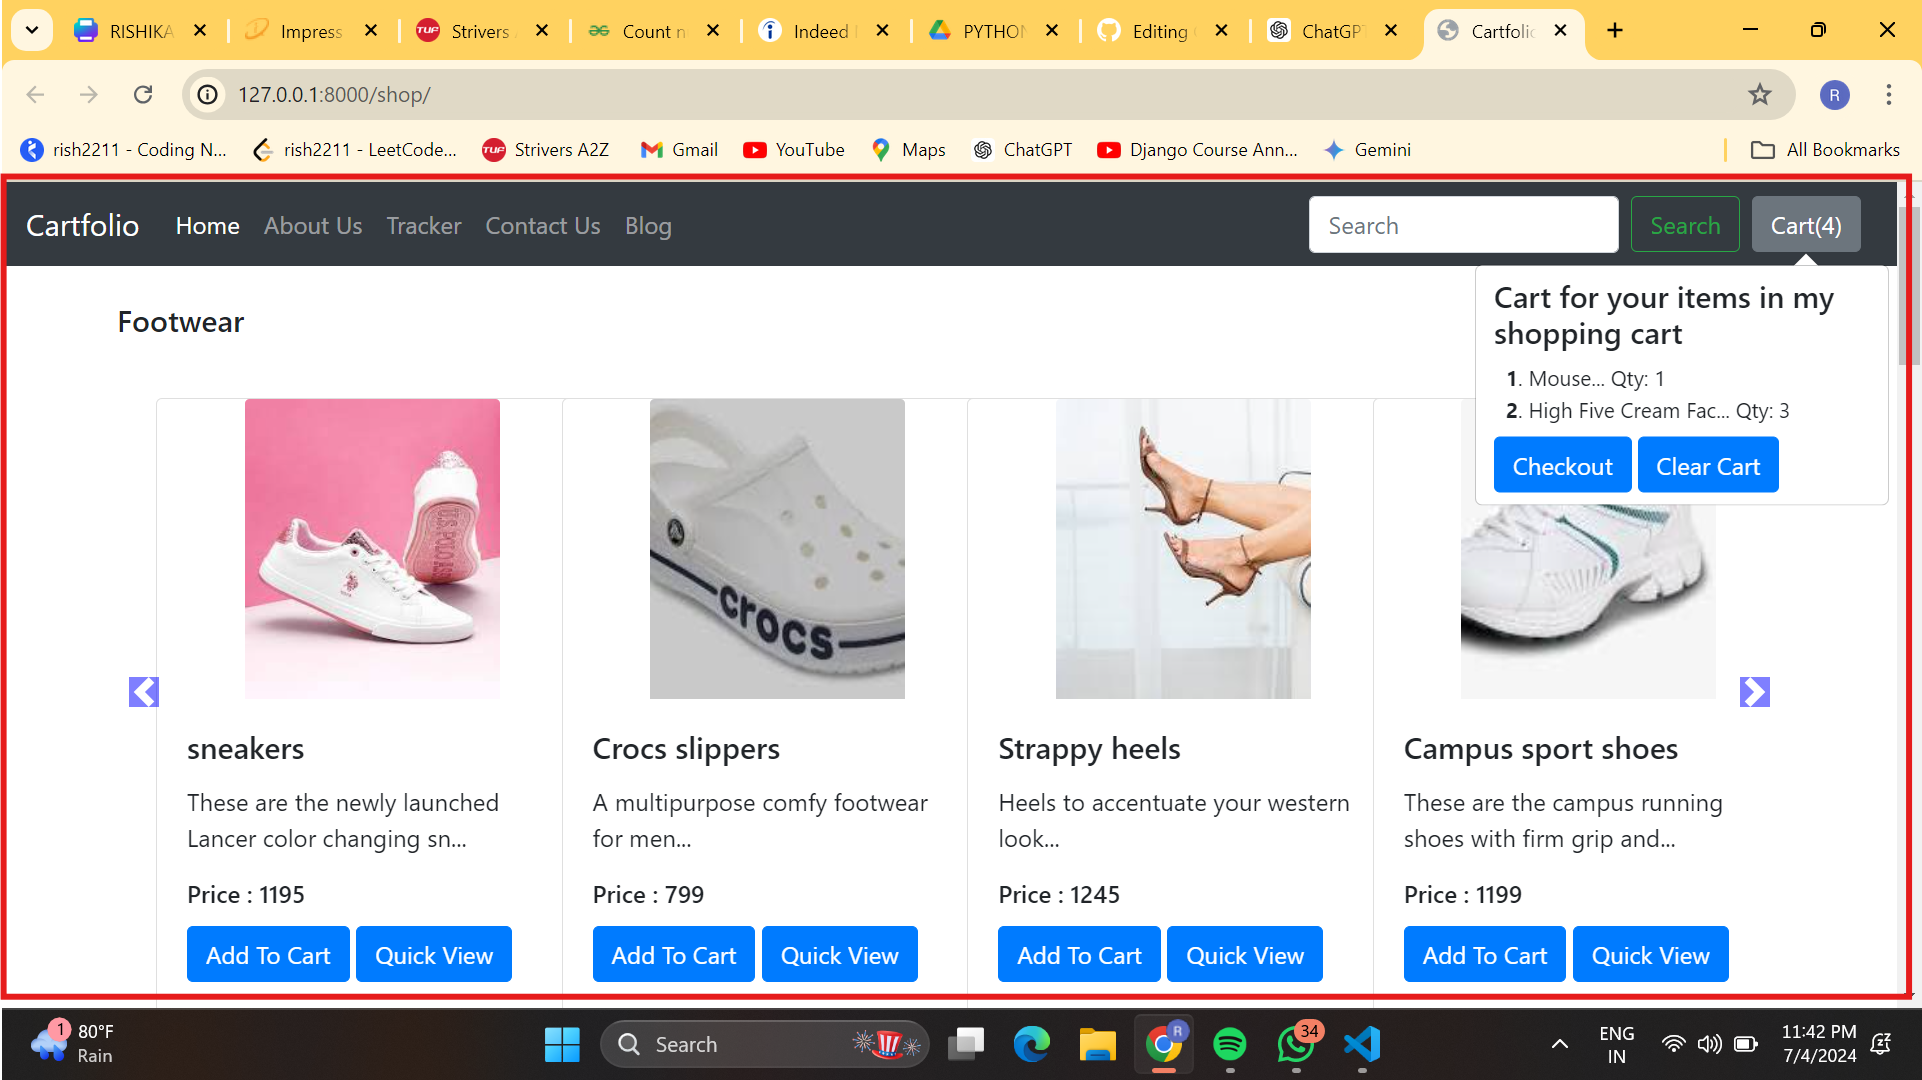 RISHIKA
Impress
Strivers
Count n
Indeed
PYTHON
Editing
ChatGPT
Cartfolio
127.0.0.1:8000/shop/
R
rish2211 - Coding N...
rish2211 - LeetCode...
TUF
Strivers A2Z
Gmail
YouTube
Maps
ChatGPT
Django Course Ann...
Gemini
All Bookmarks
Cartfolio
Home
About Us
Tracker
Contact Us
Blog
Search
Search
Cart(4)
Cart for your items in my
shopping cart
1. Mouse... Qty: 1
2. High Five Cream Fac... Qty: 3
Checkout
Clear Cart
Footwear
crocs
sneakers
These are the newly launched
Lancer color changing sn...
Price : 1195
Add To Cart
Quick View
Crocs slippers
A multipurpose comfy footwear
for men...
Price : 799
Add To Cart
Quick View
Strappy heels
Heels to accentuate your western
look...
Price : 1245
Add To Cart
Quick View
Campus sport shoes
These are the campus running
shoes with firm grip and...
Price : 1199
Add To Cart
Quick View
1
80°F
Rain
Search
R
34
ENG
IN
11:42 PM
7/4/2024